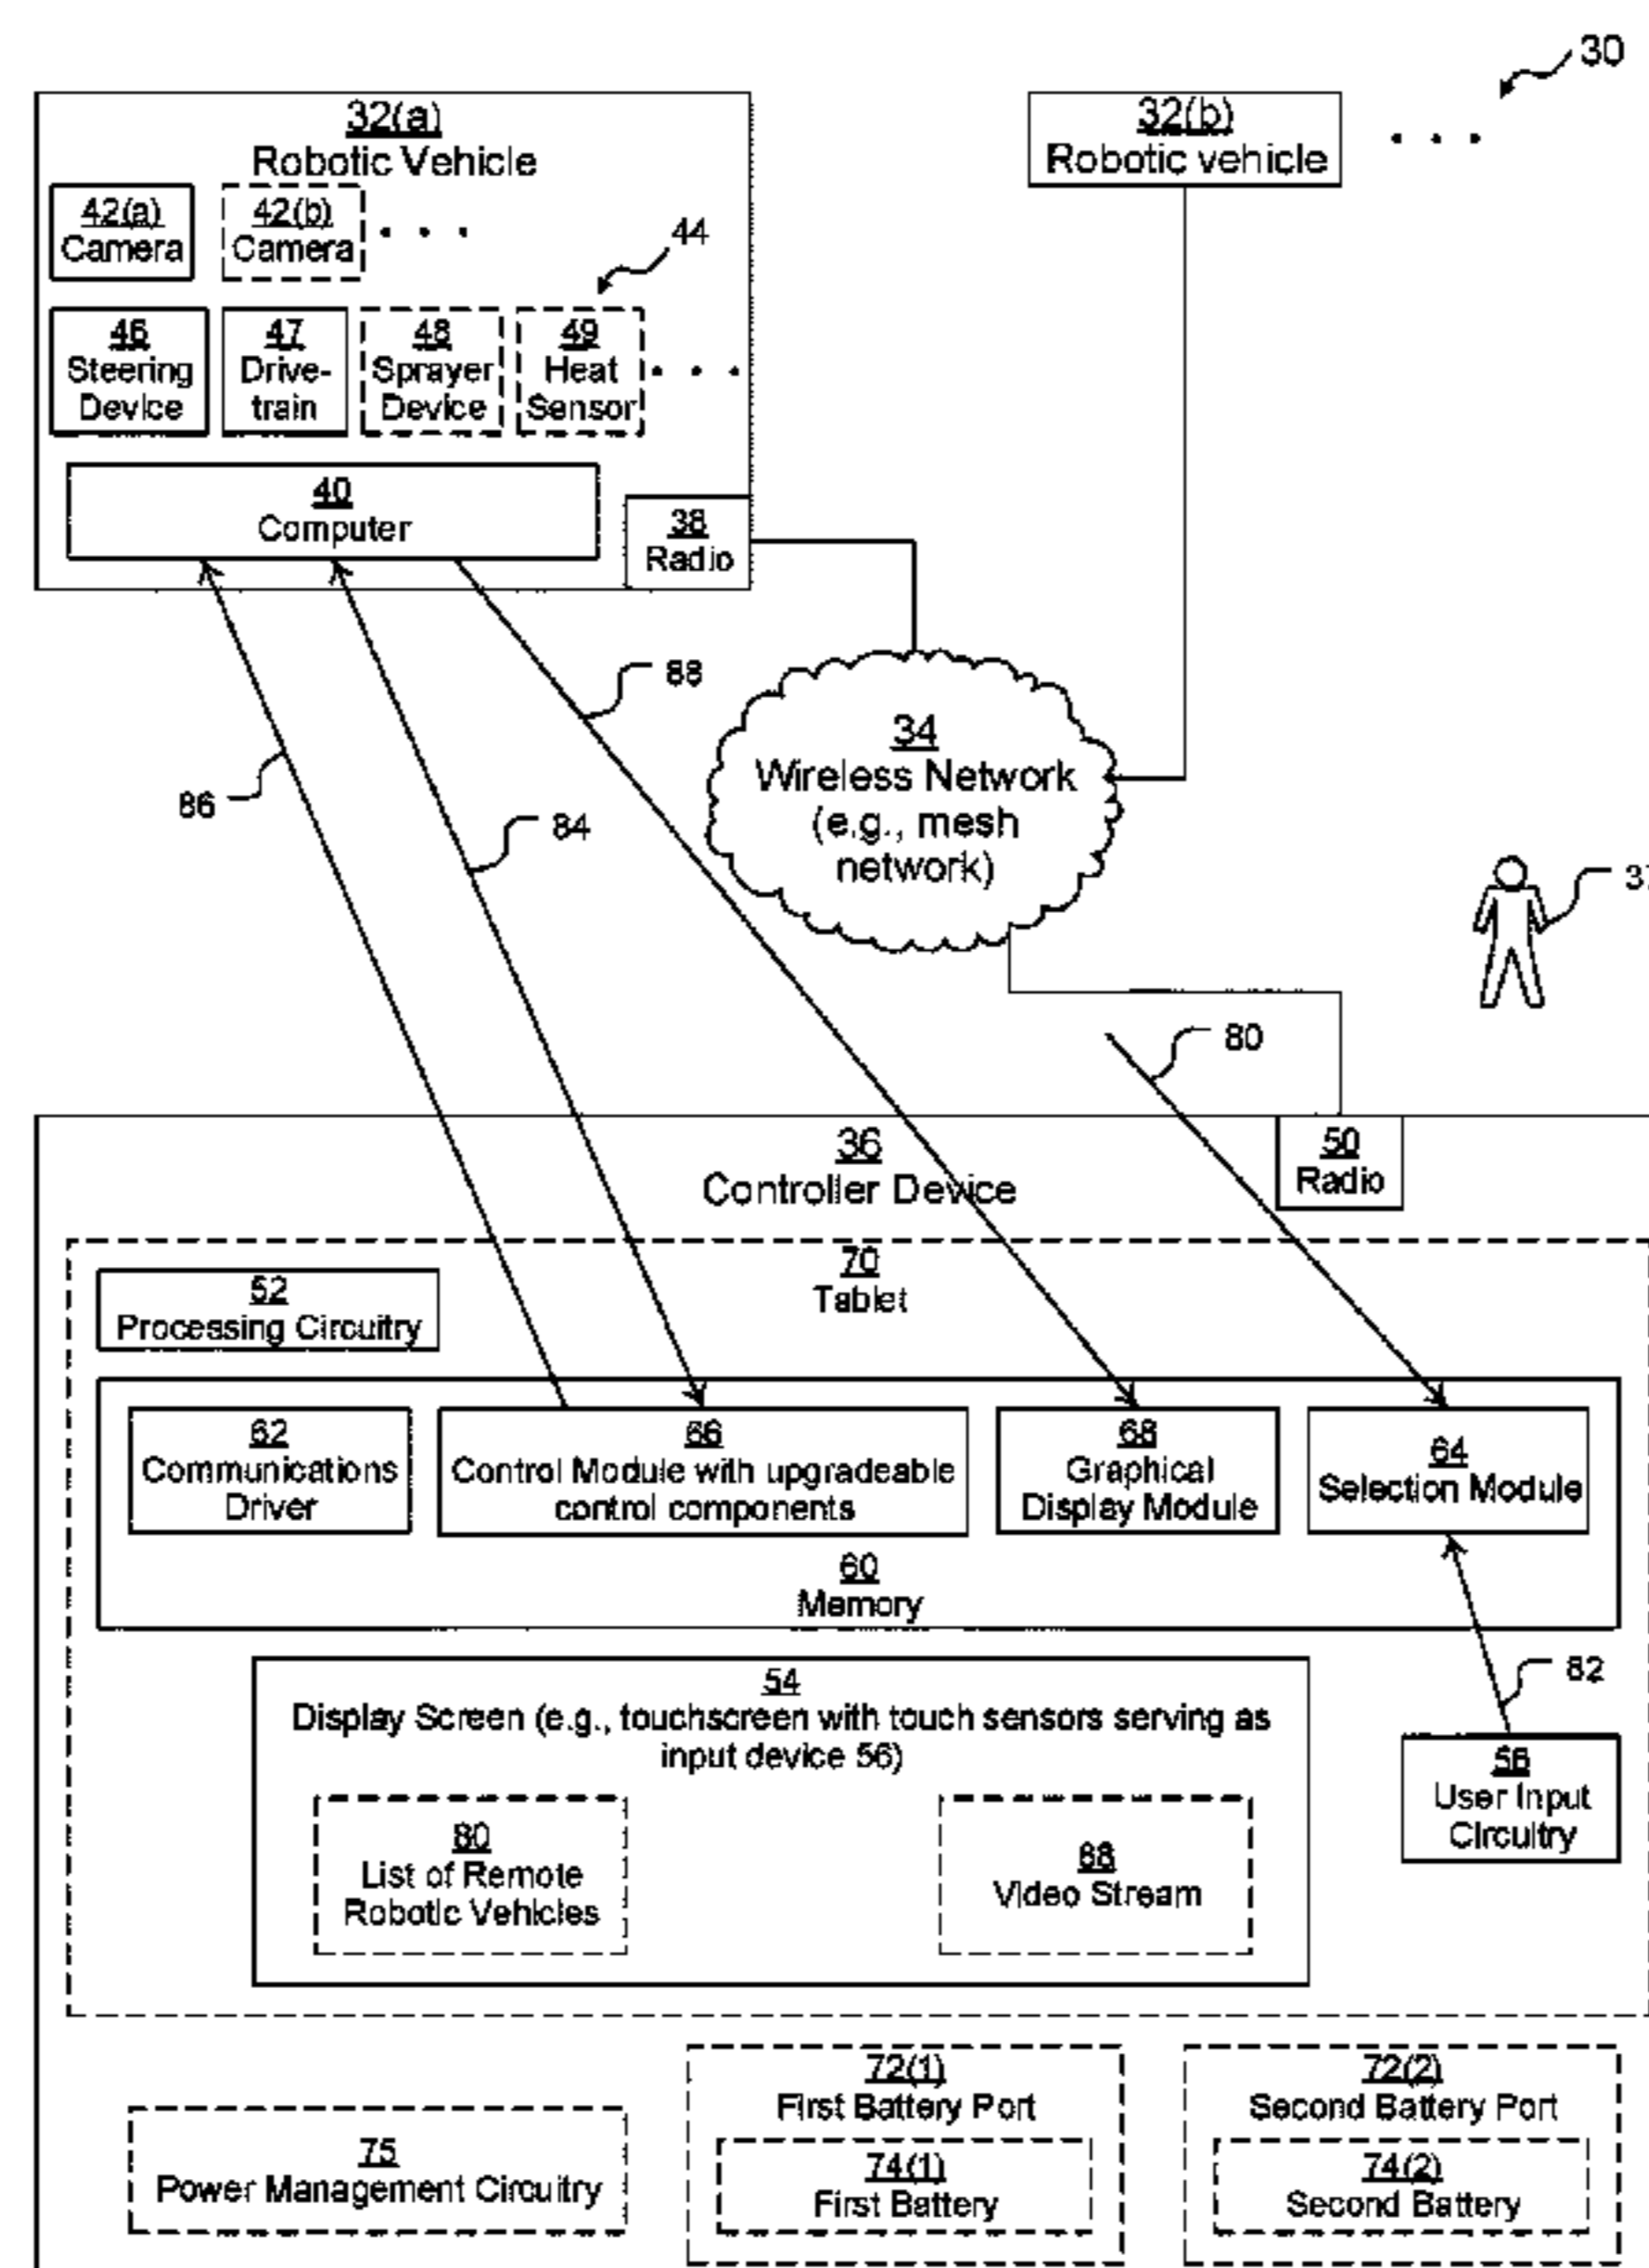 30
32(a)
Robotic Vehicle
32(b)
Robotic vehicle
42(a)
Camera
42(b)
Camera
44
46
Steering
Device
47
Drive-
train
48
Sprayer
Device
49
Heat
Sensor
40
Computer
38
Radio
88
86
84
34
Wireless Network
(e.g., mesh
network)
80
36
Controller Device
50
Radio
70
Tablet
52
Processing Circuitry
62
Communications
Driver
66
Control Module with upgradeable
control components
68
Graphical
Display Module
64
Selection Module
60
Memory
54
Display Screen (e.g., touchscreen with touch sensors serving as
input device 56)
82
56
User Input
Circuitry
80
List of Remote
Robotic Vehicles
88
Video Stream
72(1)
First Battery Port
74(1)
First Battery
72(2)
Second Battery Port
74(2)
Second Battery
75
Power Management Circuitry